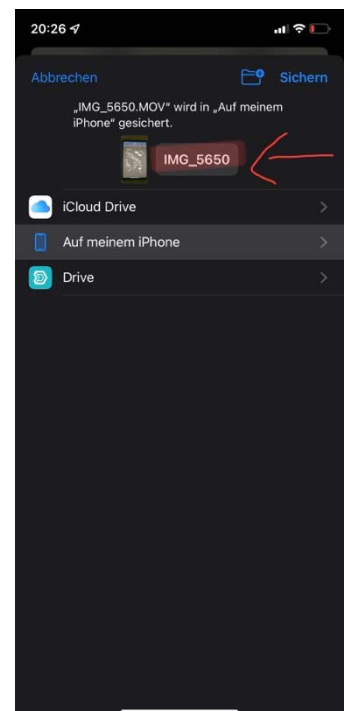 20:26
Abbrechen
Sichern
„IMG_5650.MOV“ wird in „Auf meinem
iPhone“ gesichert.
IMG_5650
iCloud Drive
Auf meinem iPhone
Drive